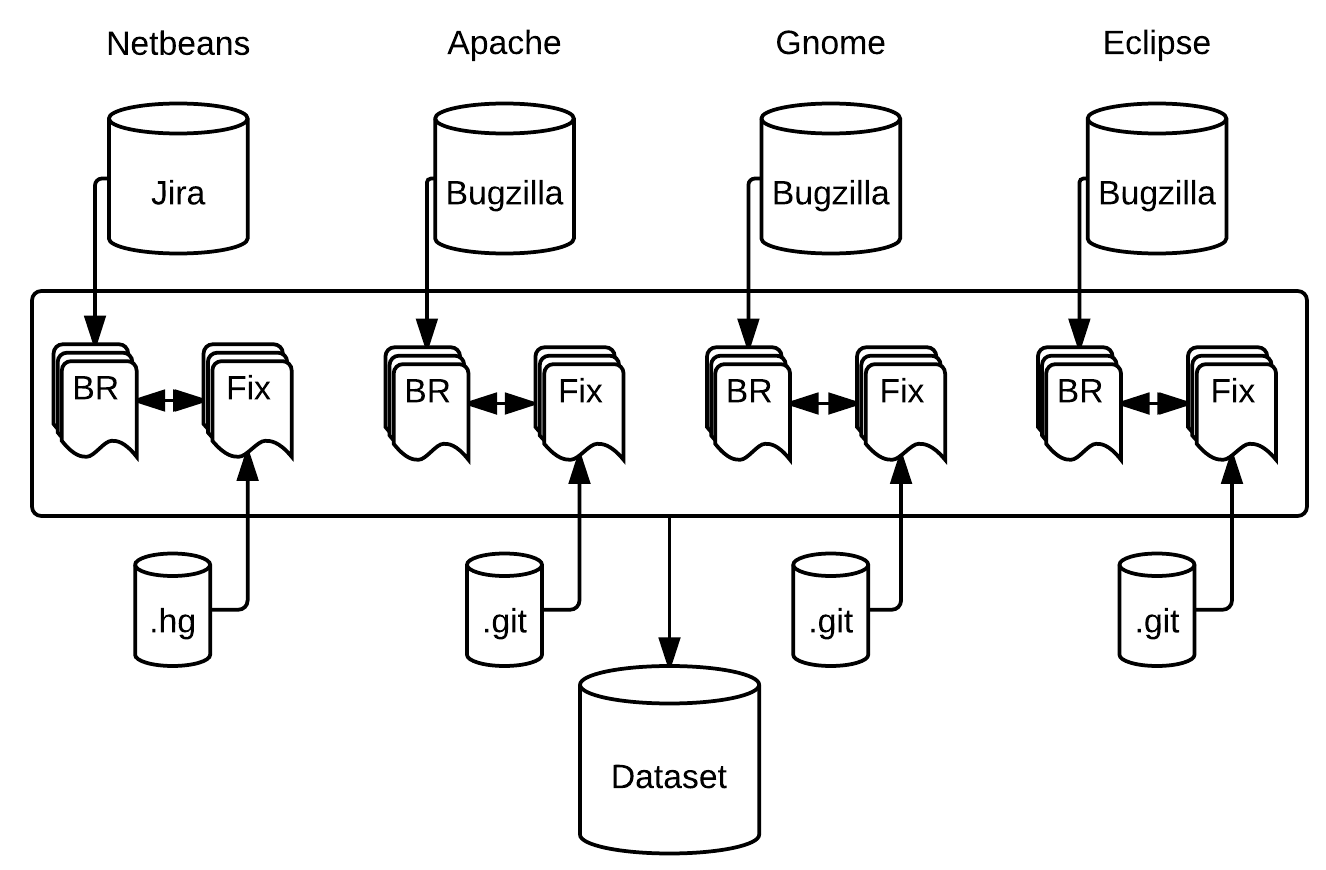 Netbeans
Apache
Gnome
Eclipse
Jira
Bugzilla
Bugzilla
Bugzilla
BR
Fix
BR
Fix
BR
Fix
BR
Fix
.hg
.git
.git
.git
Dataset